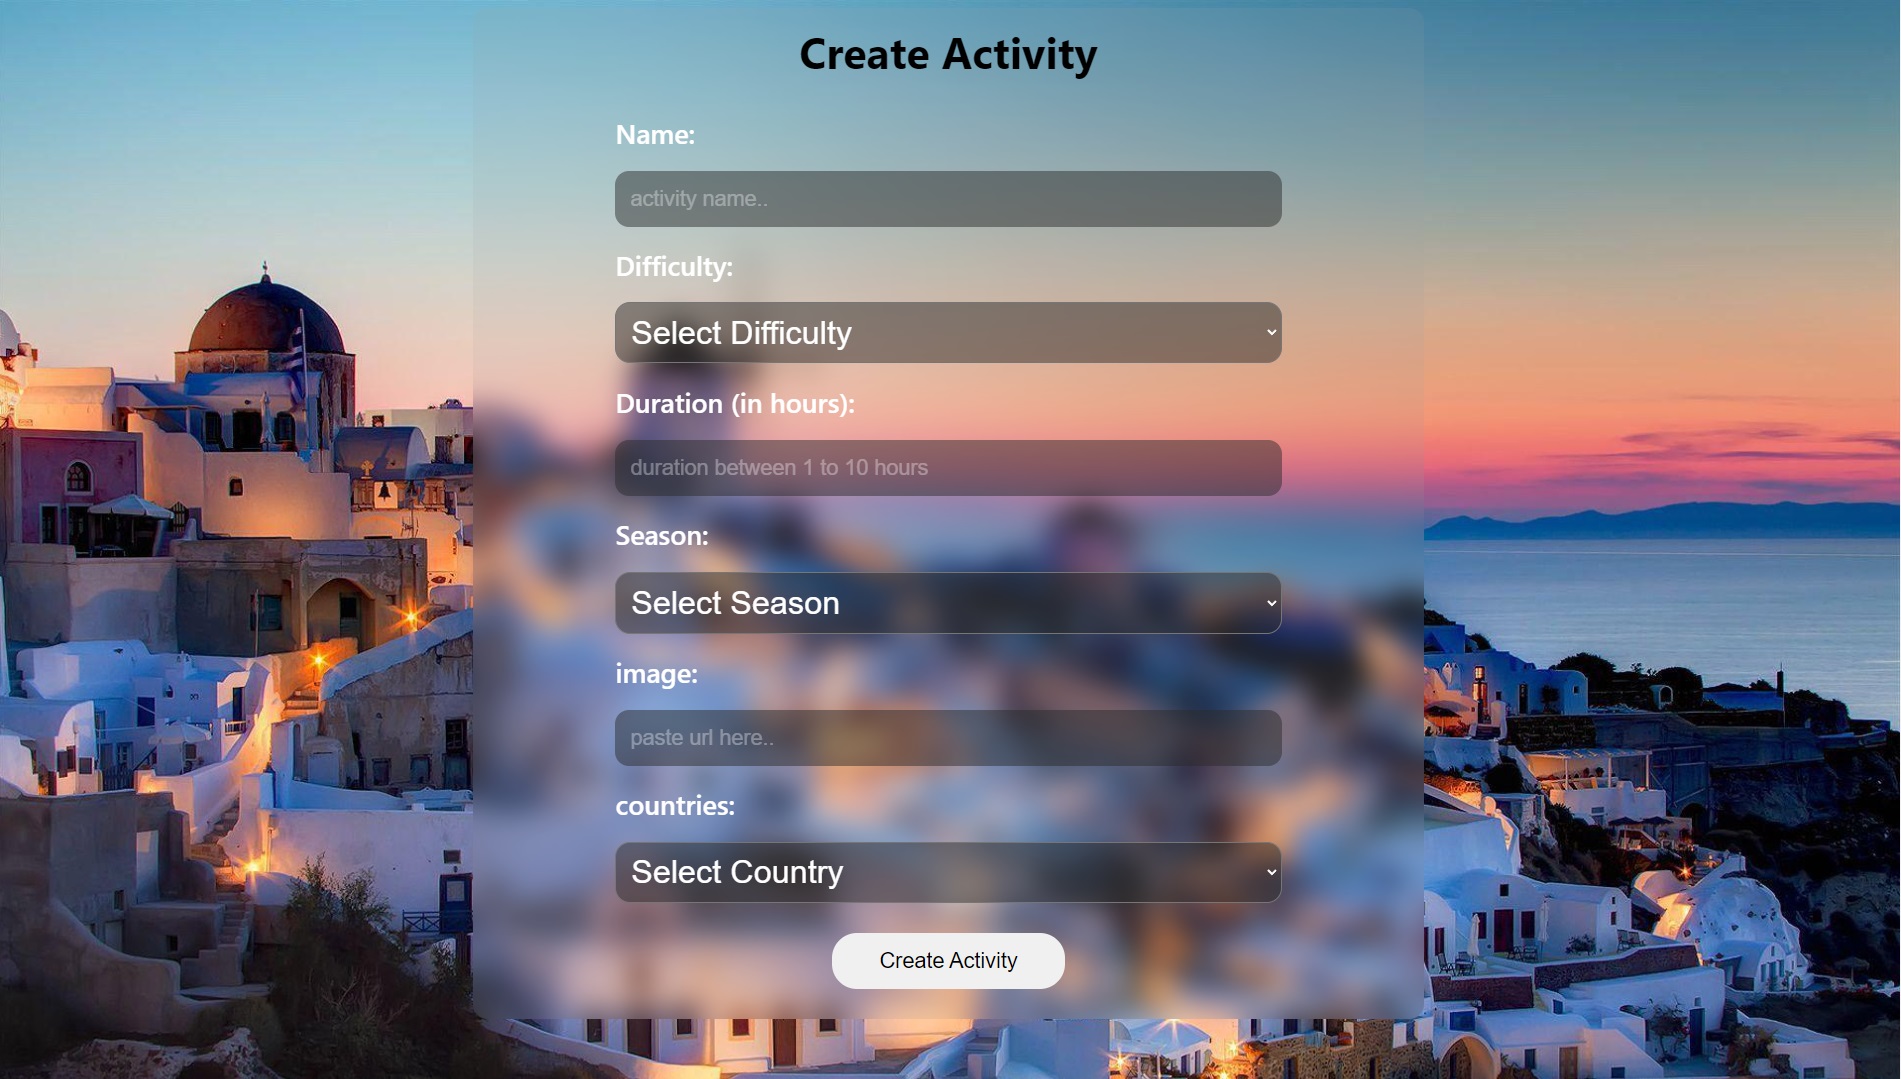 Create Activity
Name:
activity name..
Difficulty:
Select Difficulty
Duration (in hours):
duration between 1 to 10 hours
Season:
Select Season
image:
paste url here..
countries:
Select Country
Create Activity